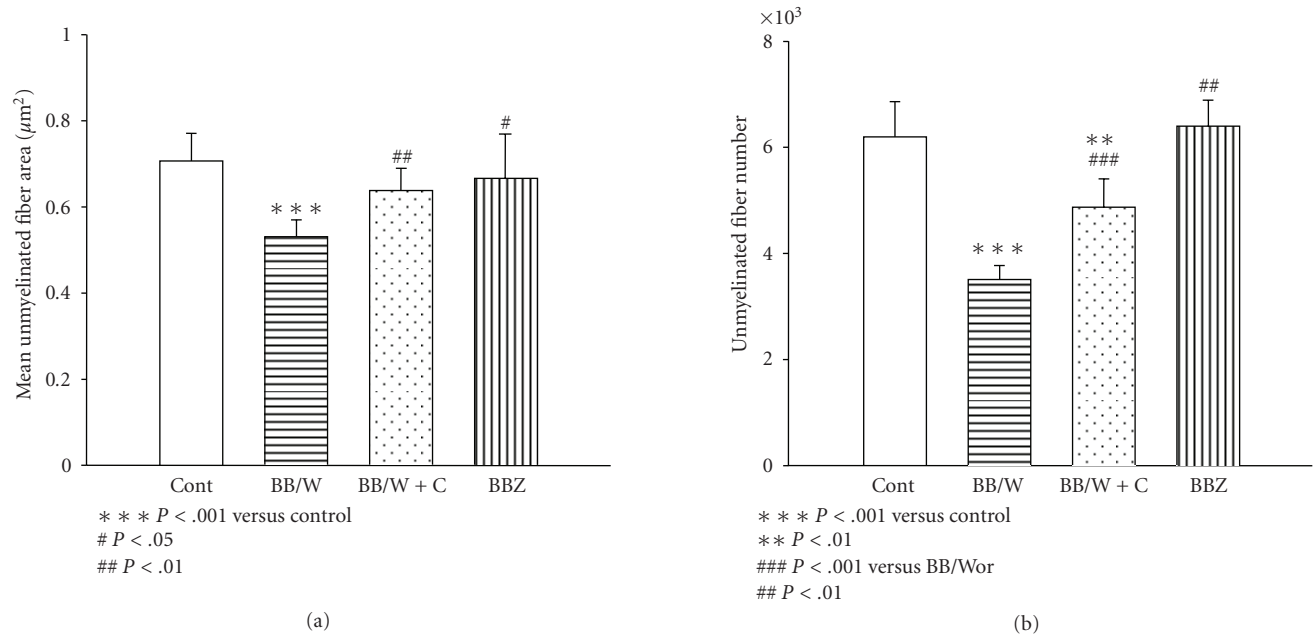 1
0.8
0.6
0.4
0.2
0
Mean unmyelinated fiber area (μm²)
***
##
#
Cont
BB/W
BB/W + C
BBZ
*** P < .001 versus control
# P < .05
## P < .01
(a)
×10³
8
6
4
2
0
Unmyelinated fiber number
***
**
###
##
Cont
BB/W
BB/W + C
BBZ
*** P < .001 versus control
** P < .01
### P < .001 versus BB/Wor
## P < .01
(b)